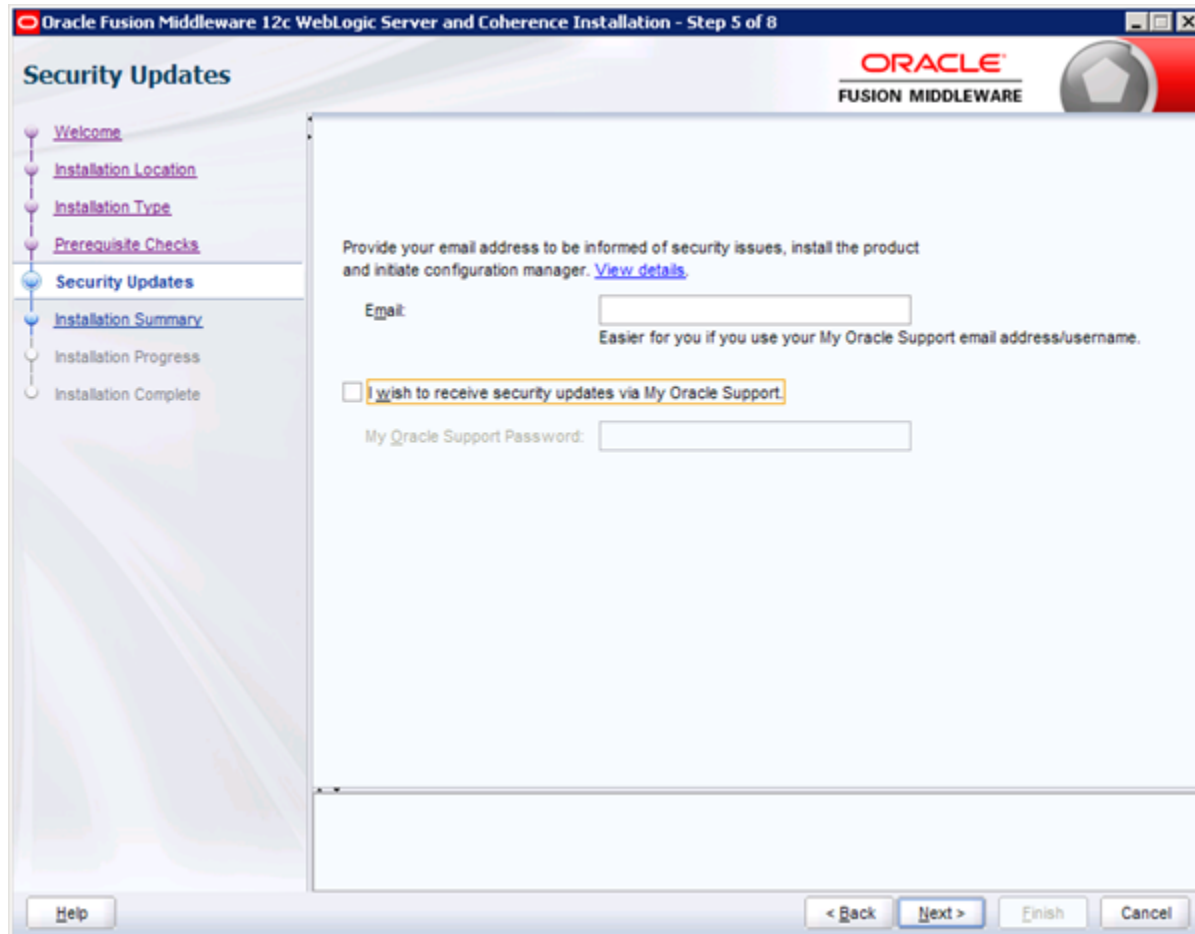 Oracle Fusion Middleware 12c WebLogic Server and Coherence Installation - Step 5 of 8
Security Updates
ORACLE
FUSION MIDDLEWARE
Welcome
Installation Location
Installation Type
Prerequisite Checks
Security Updates
Installation Summary
Installation Progress
Installation Complete
Provide your email address to be informed of security issues, install the product
and initiate configuration manager. View details.
Email:
Easier for you if you use your My Oracle Support email address/username.
I wish to receive security updates via My Oracle Support.
My Oracle Support Password:
Help
< Back
Next >
Finish
Cancel